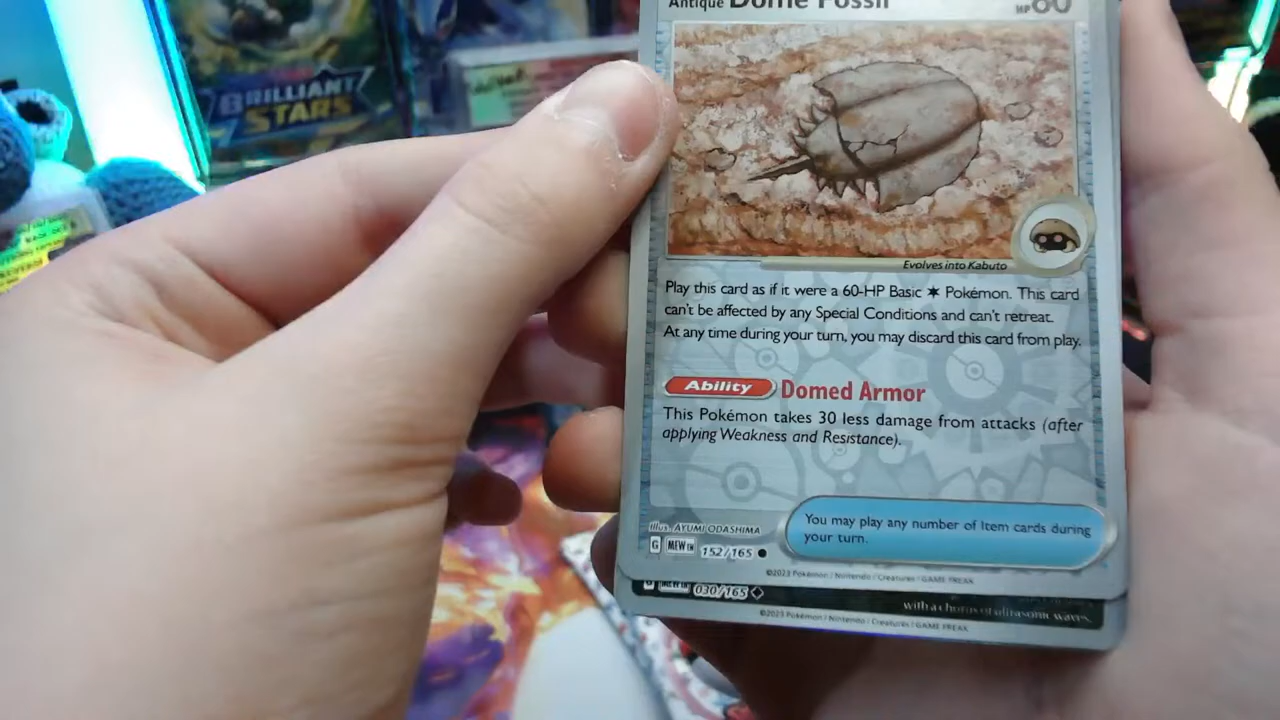 BRILLIANT
STARS
Antique Dome Fossil
HP 60
Evolves into Kabuto
Play this card as if it were a 60-HP Basic ✶ Pokémon. This card
can't be affected by any Special Conditions and can't retreat.
At any time during your turn, you may discard this card from play.
Ability Domed Armor
This Pokémon takes 30 less damage from attacks (after
applying Weakness and Resistance).
You may play any number of Item cards during
your turn.
Illus. AYUMI ODASHIMA
G MEW EN 152/165 ●
©2023 Pokémon / Nintendo / Creatures / GAME FREAK
030/165 ◆
with a chorus of ultrasonic waves.
©2023 Pokémon / Nintendo / Creatures / GAME FREAK